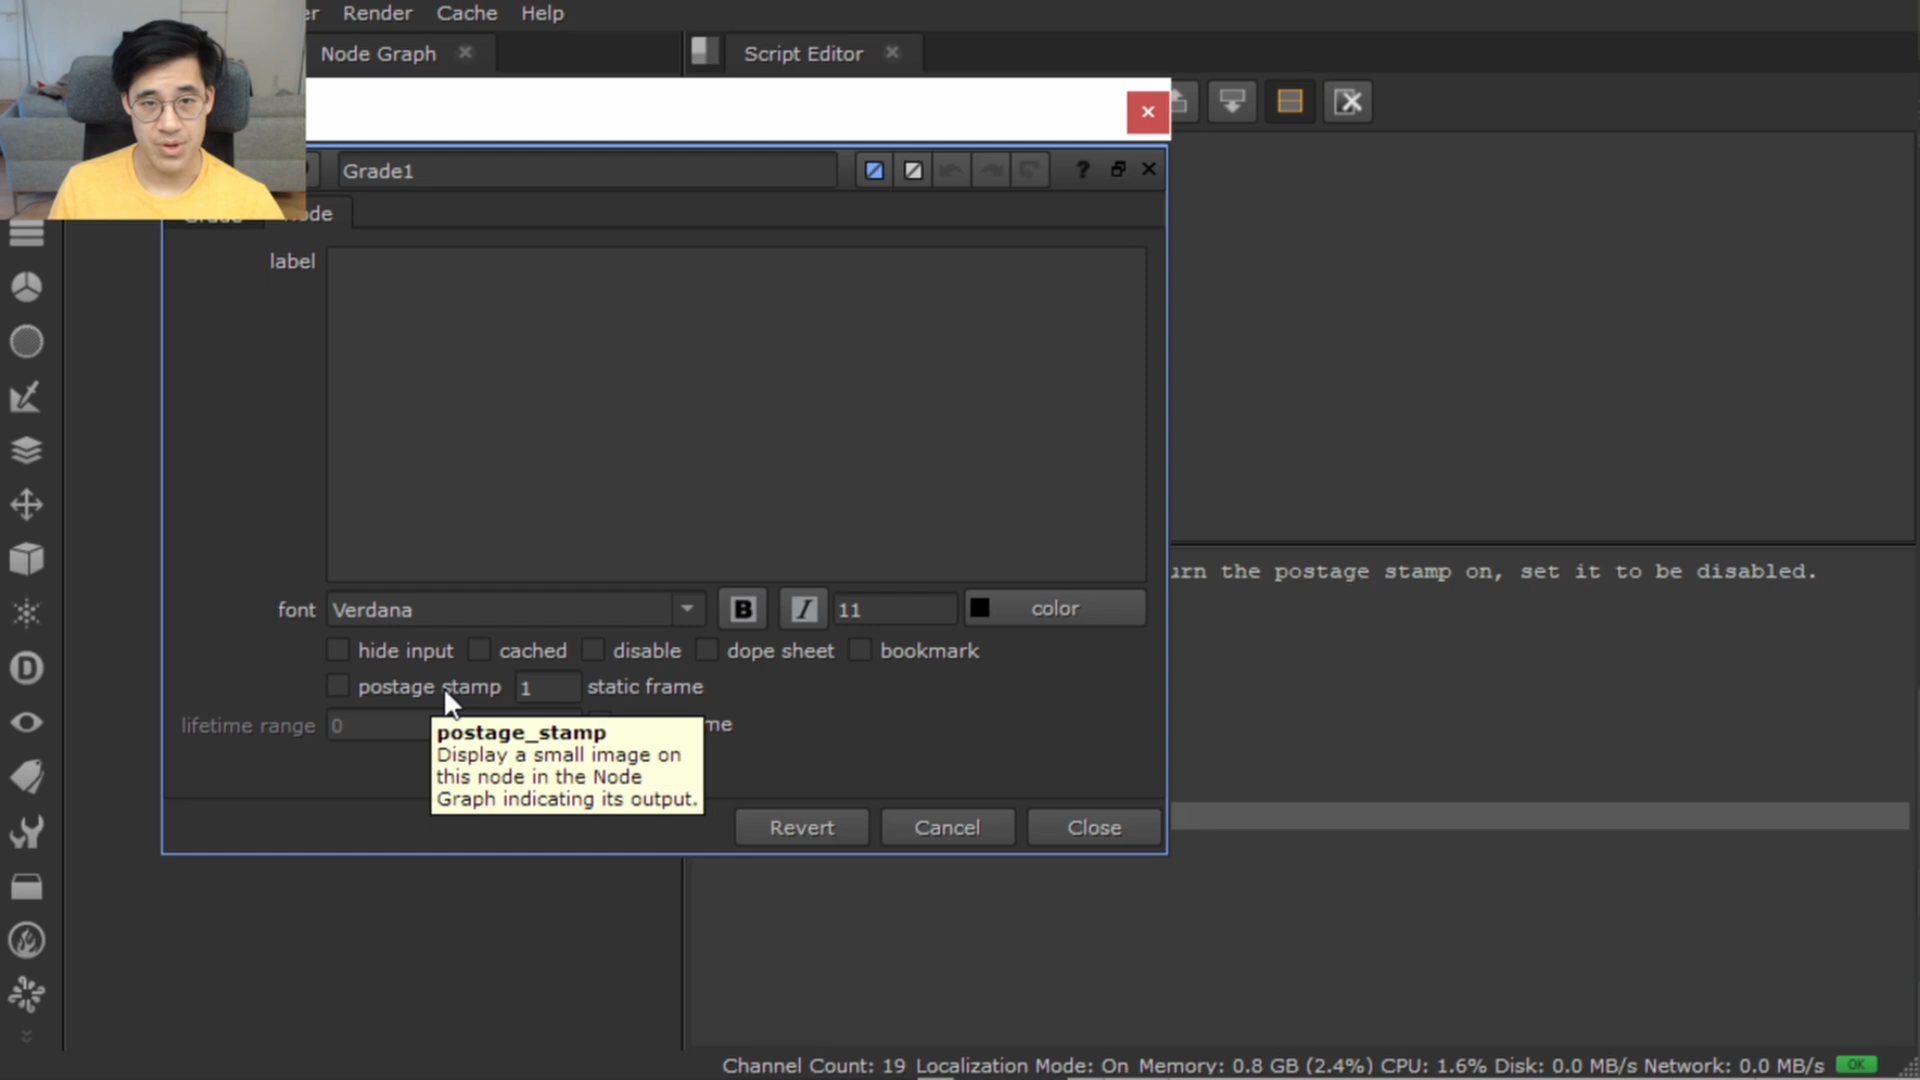 Render Cache Help
Node Graph
Script Editor
Grade1
?
label
font Verdana B I 11 color
hide input cached disable dope sheet bookmark
postage stamp 1 static frame
lifetime range 0
postage_stamp
Display a small image on
this node in the Node
Graph indicating its output.
Revert Cancel Close
the postage stamp on, set it to be disabled.
D
Channel Count: 19 Localization Mode: On Memory: 0.8 GB (2.4%) CPU: 1.6% Disk: 0.0 MB/s Network: 0.0 MB/s OK